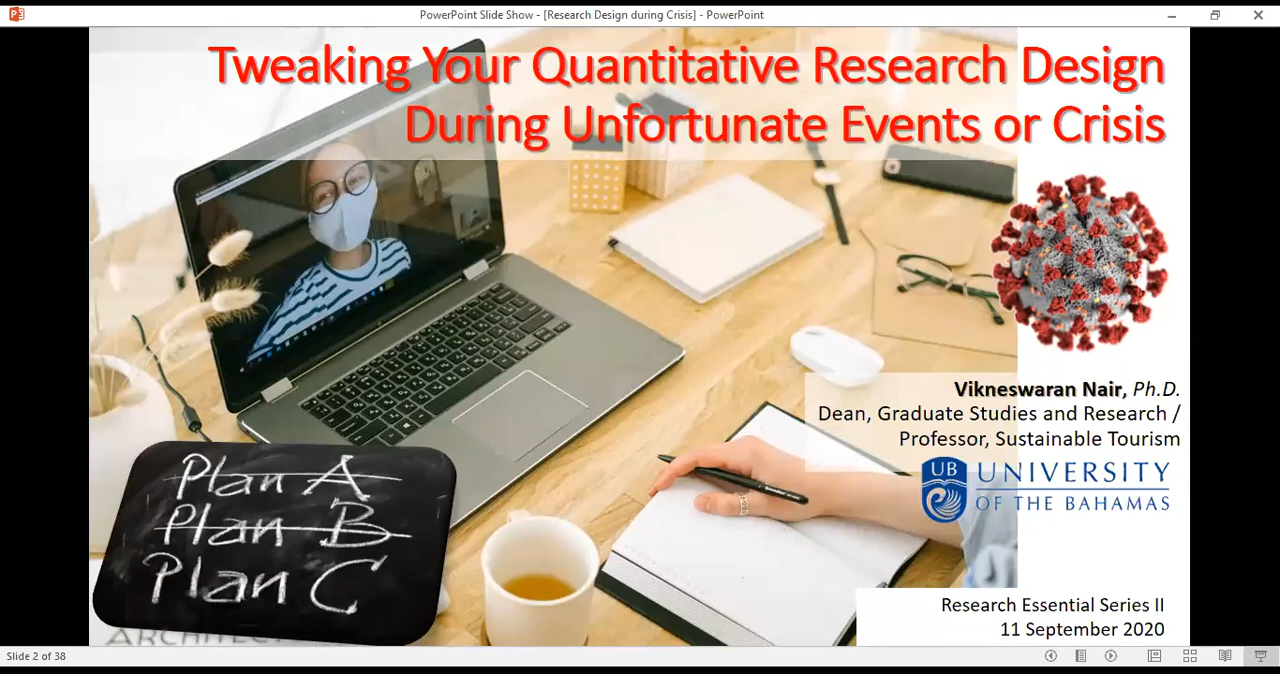 PowerPoint Slide Show - [Research Design during Crisis] - PowerPoint
Tweaking Your Quantitative Research Design
During Unfortunate Events or Crisis
Vikneswaran Nair, Ph.D.
Dean, Graduate Studies and Research /
Professor, Sustainable Tourism
UB UNIVERSITY
OF THE BAHAMAS
Plan A
Plan B
Plan C
Research Essential Series II
11 September 2020
Slide 2 of 38